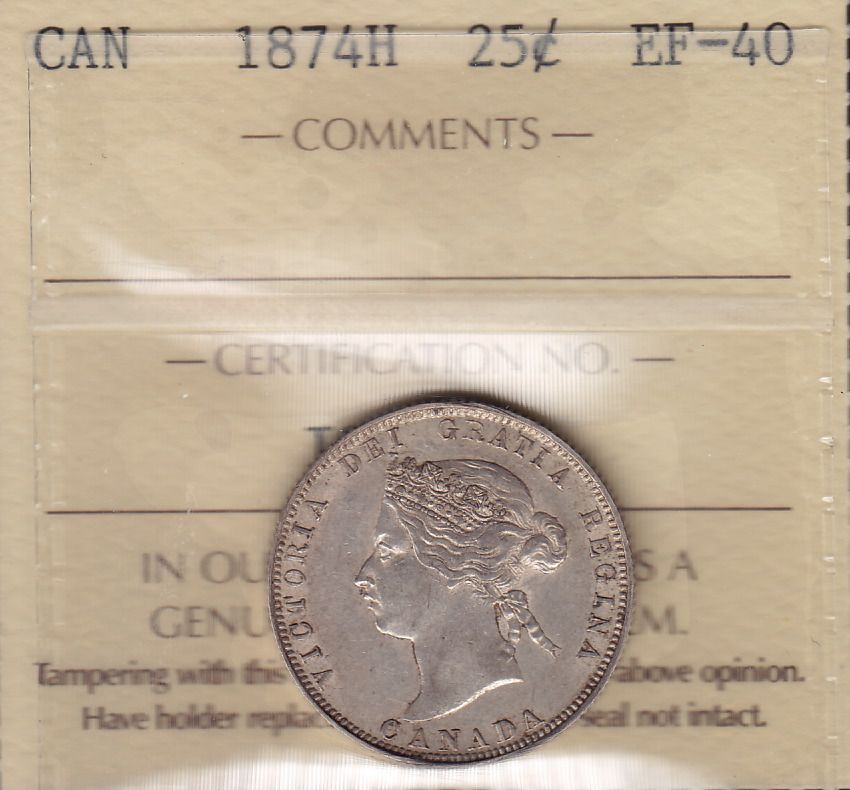 CAN 1874H 25¢ EF-40
— COMMENTS —
— CERTIFICATION NO. —
VICTORIA DEI GRATIA REGINA
CANADA
IN OU S A
GENU M.
Tampering with this above opinion.
Have holder replac eal not intact.